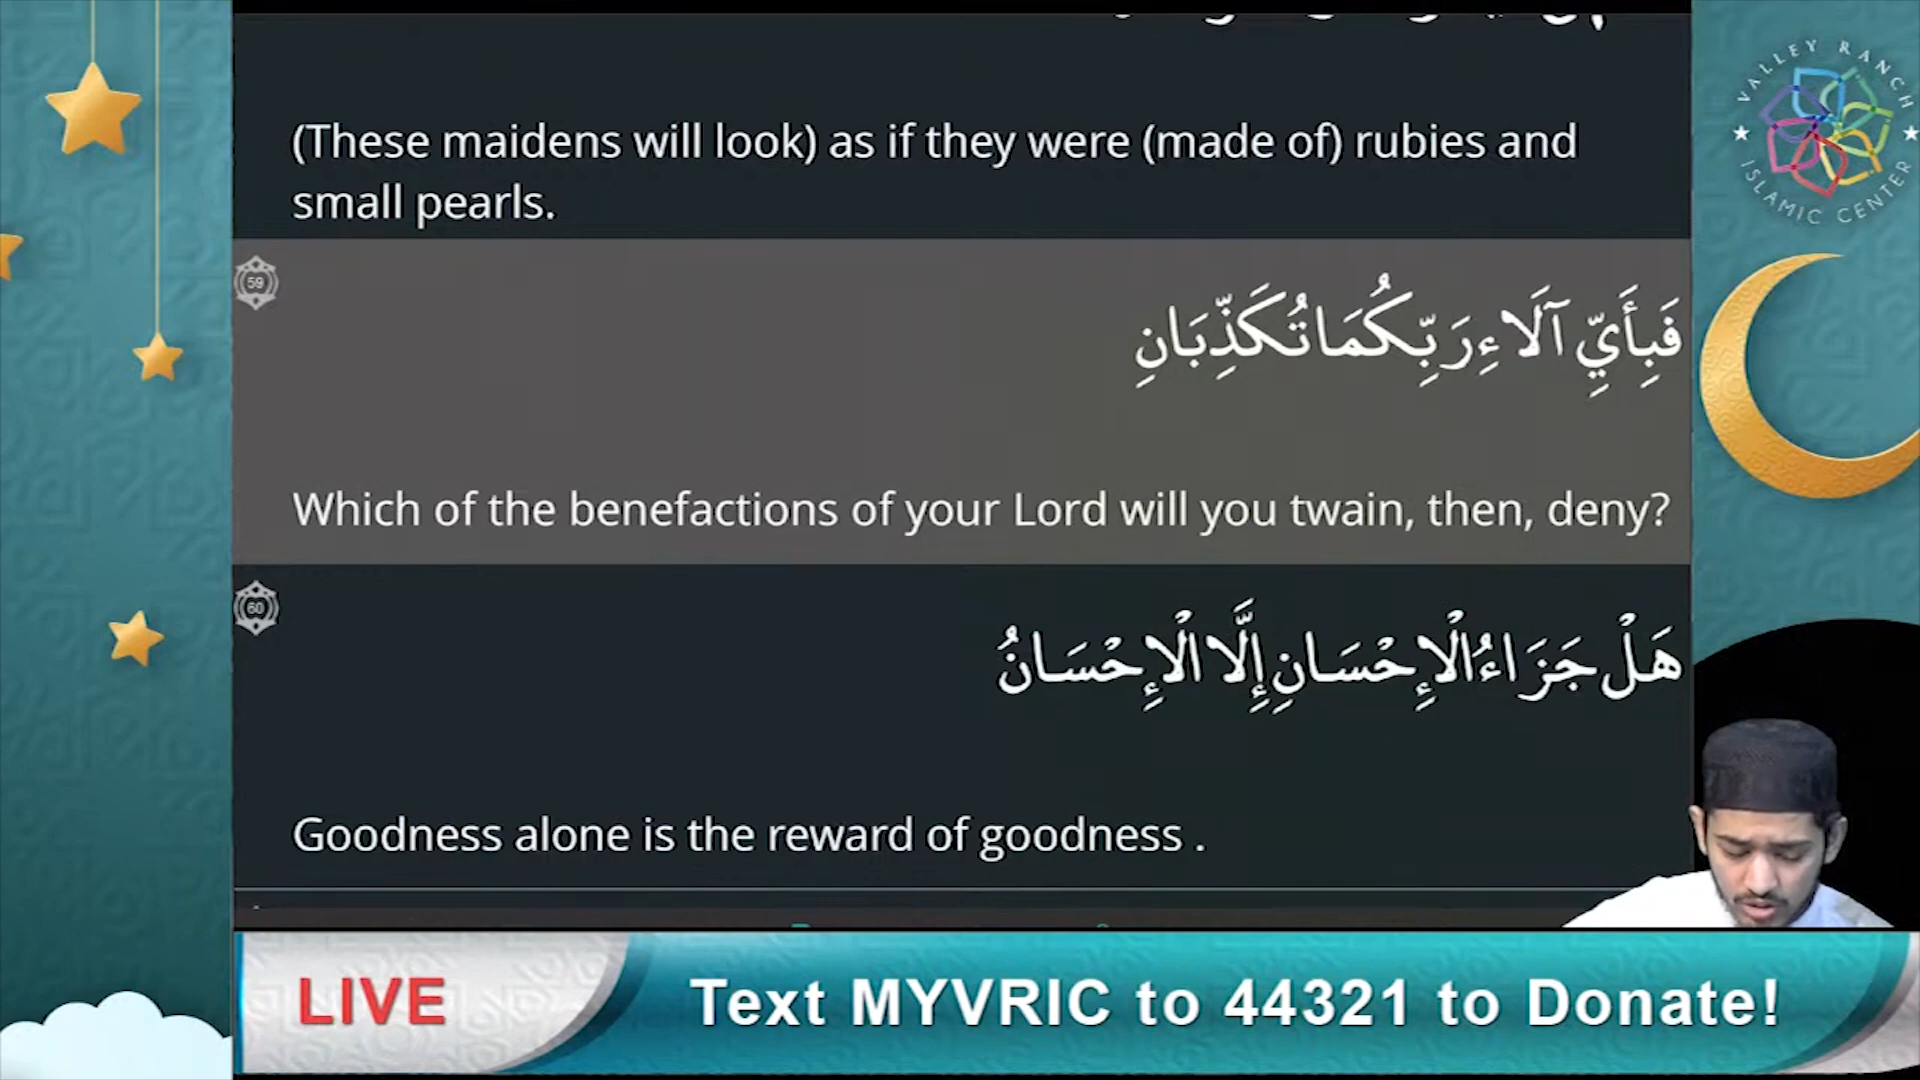 (These maidens will look) as if they were (made of) rubies and
small pearls.
59
فَبِأَيِّ آلَاءِ رَبِّكُمَا تُكَذِّبَانِ
Which of the benefactions of your Lord will you twain, then, deny?
60
هَلْ جَزَاءُ الْإِحْسَانِ إِلَّا الْإِحْسَانُ
Goodness alone is the reward of goodness .
VALLEY RANCH
ISLAMIC CENTER
LIVE
Text MYVRIC to 44321 to Donate!